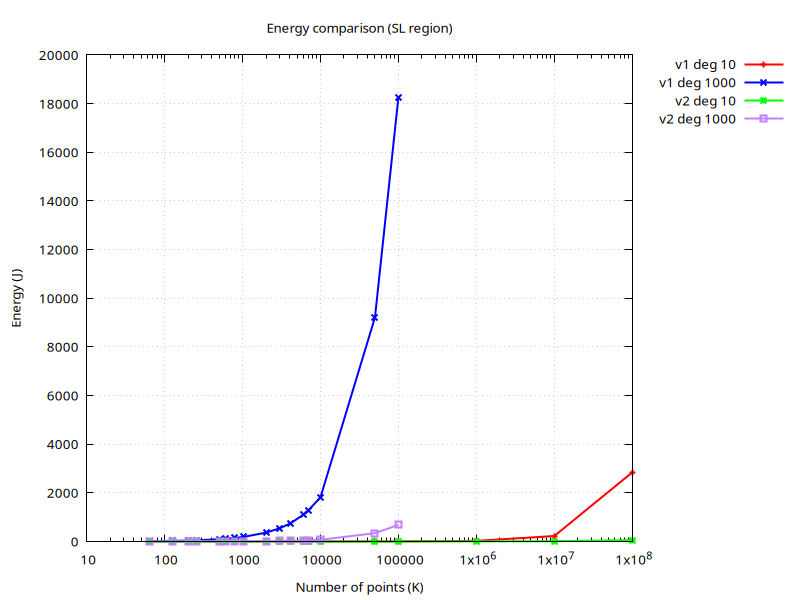 Energy comparison (SL region)
20000
18000
16000
14000
12000
10000
8000
6000
4000
2000
0
Energy (J)
10
100
1000
10000
100000
1x10^6
1x10^7
1x10^8
Number of points (K)
v1 deg 10
v1 deg 1000
v2 deg 10
v2 deg 1000